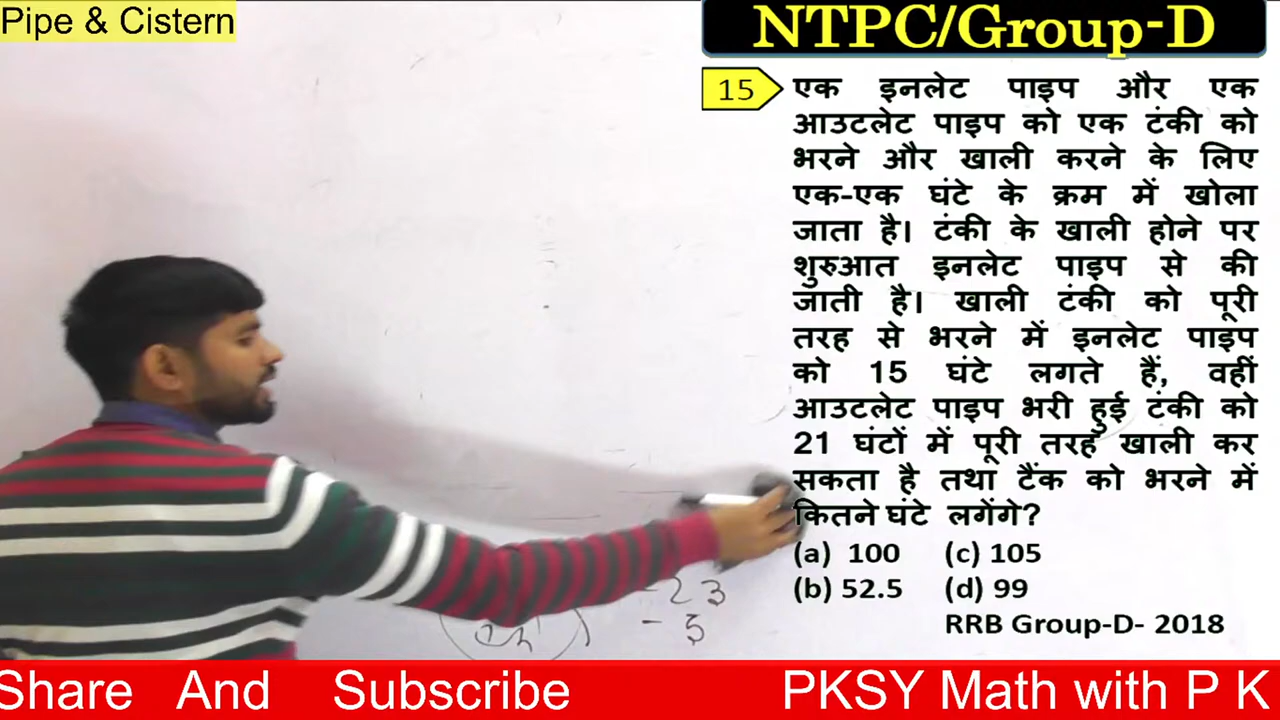 Pipe & Cistern
NTPC/Group-D
15
एक इनलेट पाइप और एक
आउटलेट पाइप को एक टंकी को
भरने और खाली करने के लिए
एक-एक घंटे के क्रम में खोला
जाता है। टंकी के खाली होने पर
शुरुआत इनलेट पाइप से की
जाती है। खाली टंकी को पूरी
तरह से भरने में इनलेट पाइप
को 15 घंटे लगते हैं, वहीं
आउटलेट पाइप भरी हुई टंकी को
21 घंटों में पूरी तरह खाली कर
सकता है तथा टैंक को भरने में
कितने घंटे लगेंगे?
(a) 100 (c) 105
(b) 52.5 (d) 99
RRB Group-D- 2018
-23
- 5
Share And Subscribe PKSY Math with P K